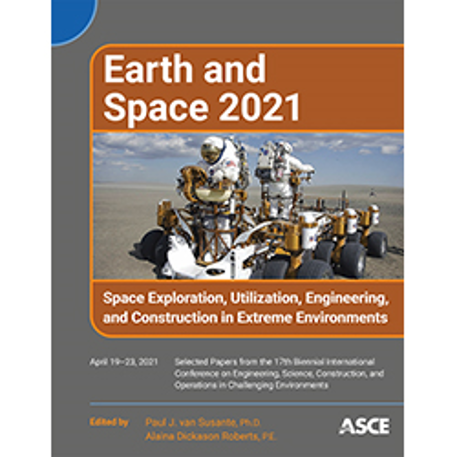 Earth and
Space 2021
Space Exploration, Utilization, Engineering,
and Construction in Extreme Environments
April 19–23, 2021
Selected Papers from the 17th Biennial International
Conference on Engineering, Science, Construction, and
Operations in Challenging Environments
Edited by Paul J. van Susante, Ph.D.
Alaina Dickason Roberts, P.E.
ASCE